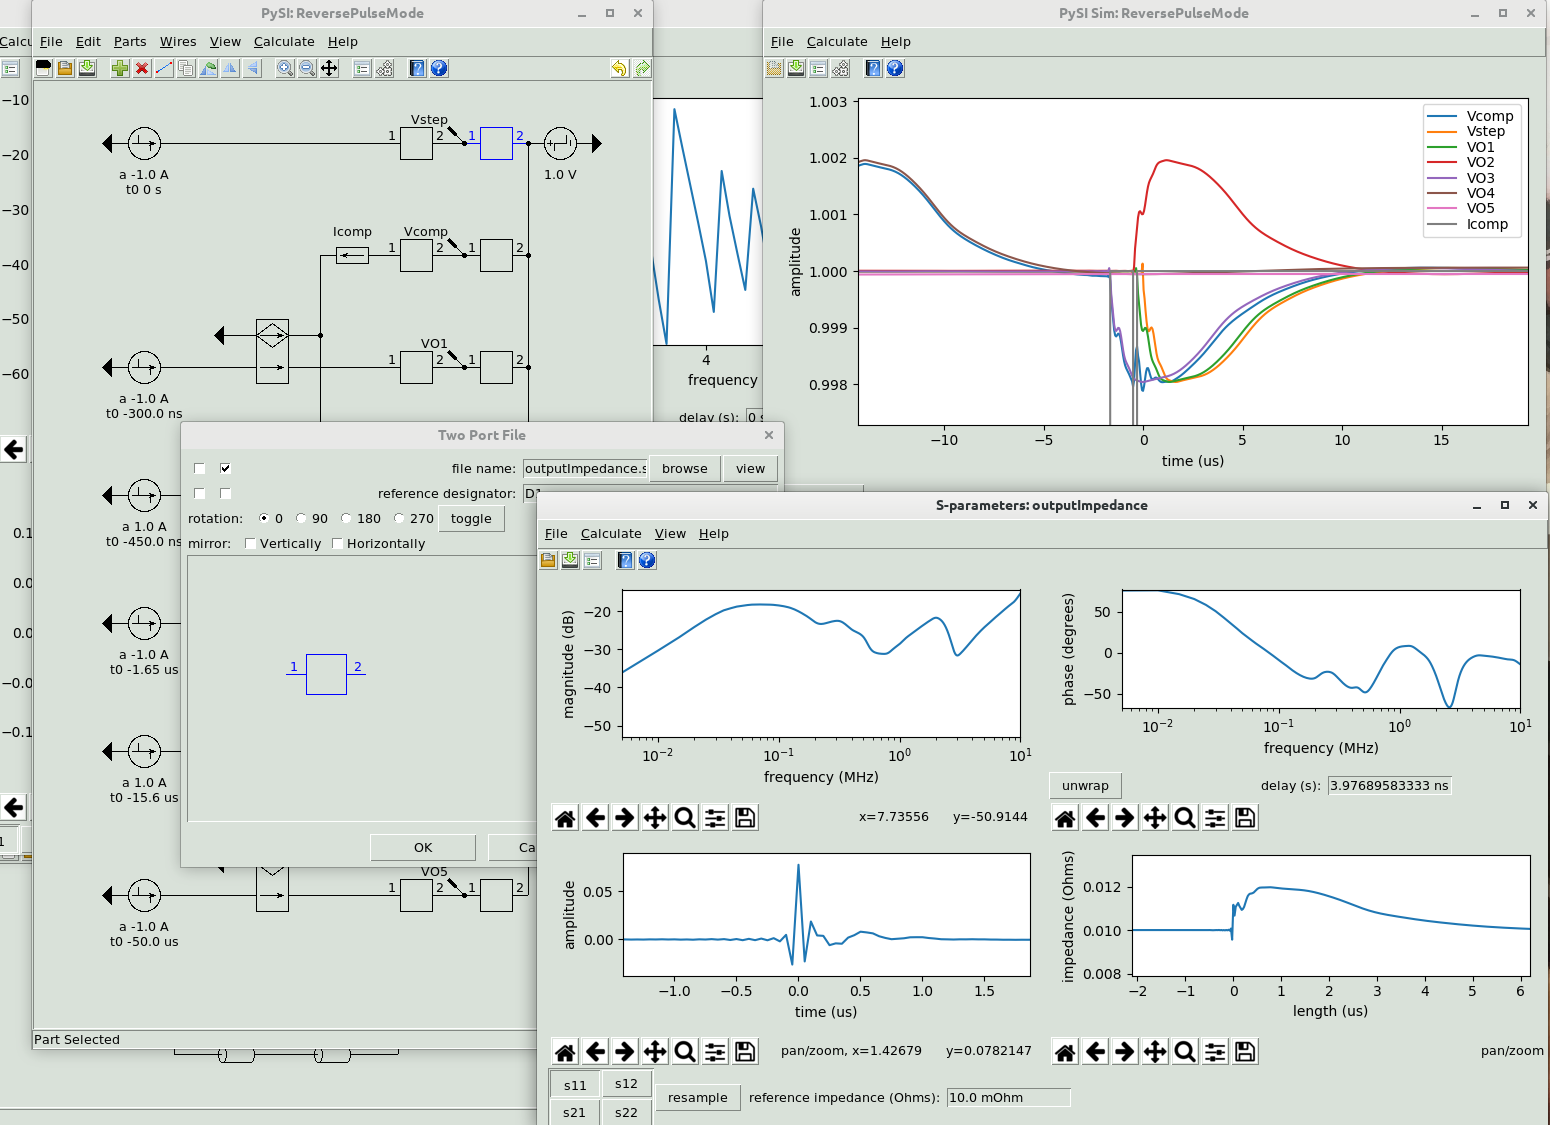 PySI: ReversePulseMode
File Edit Parts Wires View Calculate Help
Vstep
1 2 1 2
a -1.0 A
t0 0 s
1.0 V
Icomp Vcomp
1 2 1 2
VO1
1 2 1 2
a -1.0 A
t0 -300.0 ns
a 1.0 A
t0 -450.0 ns
a -1.0 A
t0 -1.65 us
a 1.0 A
t0 -15.6 us
VO5
1 2 1 2
a -1.0 A
t0 -50.0 us
Part Selected
Calcu
−10
−20
−30
−40
−50
−60
0.1
0.0
0.0
−0.0
−0.1
1
4
frequency
delay (s): 0 s
PySI Sim: ReversePulseMode
File Calculate Help
1.003
1.002
1.001
1.000
0.999
0.998
amplitude
Vcomp
Vstep
VO1
VO2
VO3
VO4
VO5
Icomp
−10 −5 0 5 10 15
time (us)
Two Port File
file name: outputImpedance.s browse view
reference designator: D1
rotation: 0 90 180 270 toggle
mirror: Vertically Horizontally
1 2
OK Ca
S-parameters: outputImpedance
File Calculate View Help
−20
−30
−40
−50
magnitude (dB)
10−2 10−1 100 101
frequency (MHz)
50
0
−50
phase (degrees)
10−2 10−1 100 101
frequency (MHz)
unwrap delay (s): 3.97689583333 ns
x=7.73556 y=-50.9144
0.05
0.00
amplitude
−1.0 −0.5 0.0 0.5 1.0 1.5
time (us)
0.012
0.010
0.008
impedance (Ohms)
−2 −1 0 1 2 3 4 5 6
length (us)
pan/zoom, x=1.42679 y=0.0782147
pan/zoom
s11 s12
s21 s22
resample reference impedance (Ohms): 10.0 mOhm